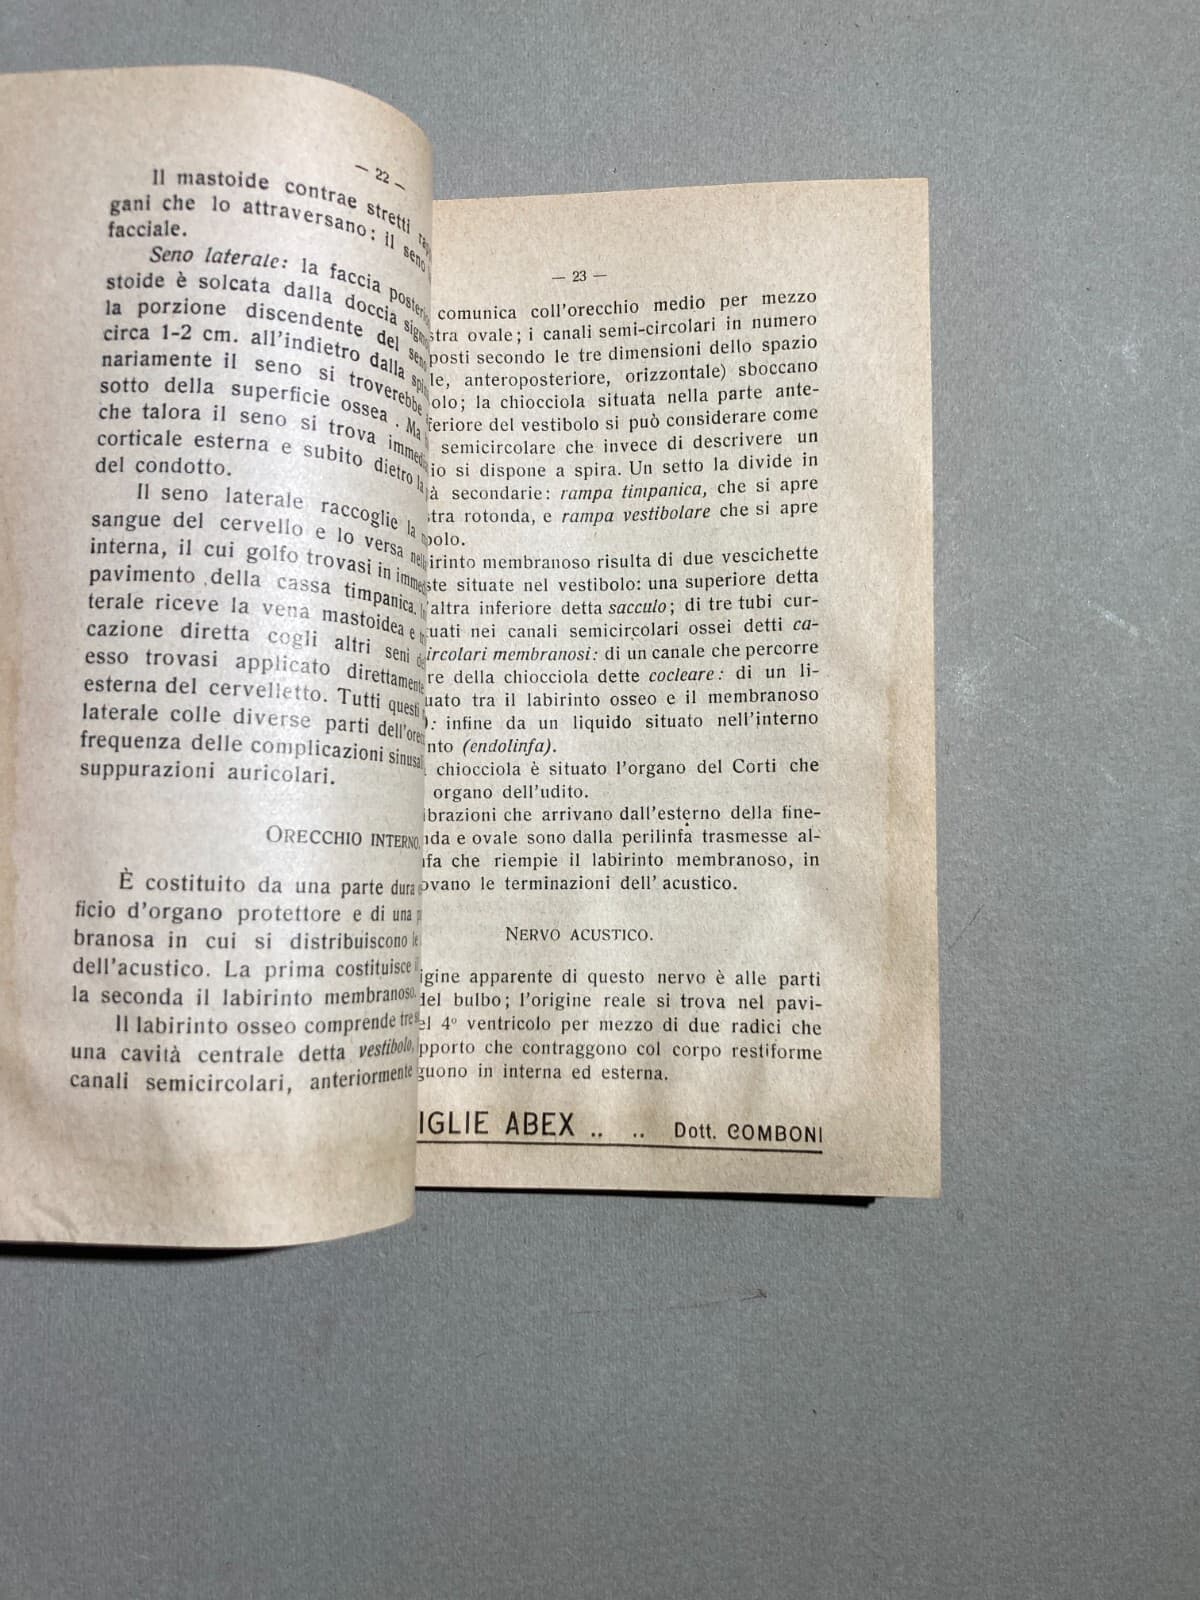 — 22 —
Il mastoide contrae stretti
gani che lo attraversano: il seno
facciale.
Seno laterale: la faccia
stoide è solcata dalla doccia
la porzione discendente del
circa 1-2 cm. all'indietro dalla
nariamente il seno si troverebbe
sotto della superficie ossea. Ma
che talora il seno si trova
corticale esterna e subito dietro
del condotto.
Il seno laterale raccoglie la
sangue del cervello e lo versa
interna, il cui golfo trovasi in
pavimento della cassa timpanica.
terale riceve la vena mastoidea e
cazione diretta cogli altri seni
esso trovasi applicato direttamente
esterna del cervelletto. Tutti questi
laterale colle diverse parti
frequenza delle complicazioni
suppurazioni auricolari.
ORECCHIO INTERNO.
È costituito da una parte dura
ficio d'organo protettore e di una
branosa in cui si distribuiscono le
dell'acustico. La prima costituisce
la seconda il labirinto membranoso.
Il labirinto osseo comprende tre
una cavità centrale detta vestibolo,
canali semicircolari, anteriormente
— 23 —
comunica coll'orecchio medio per mezzo
stra ovale; i canali semi-circolari in numero
posti secondo le tre dimensioni dello spazio
le, anteroposteriore, orizzontale) sboccano
olo; la chiocciola situata nella parte ante-
feriore del vestibolo si può considerare come
semicircolare che invece di descrivere un
io si dispone a spira. Un setto la divide in
à secondarie: rampa timpanica, che si apre
stra rotonda, e rampa vestibolare che si apre
bolo.
birinto membranoso risulta di due vescichette
ste situate nel vestibolo: una superiore detta
l'altra inferiore detta sacculo; di tre tubi cur-
tuati nei canali semicircolari ossei detti ca-
ircolari membranosi: di un canale che percorre
re della chiocciola dette cocleare: di un li-
uato tra il labirinto osseo e il membranoso
): infine da un liquido situato nell'interno
nto (endolinfa).
chiocciola è situato l'organo del Corti che
organo dell'udito.
ibrazioni che arrivano dall'esterno della fine-
nda e ovale sono dalla perilinfa trasmesse al-
fa che riempie il labirinto membranoso, in
ovano le terminazioni dell'acustico.
NERVO ACUSTICO.
igine apparente di questo nervo è alle parti
del bulbo; l'origine reale si trova nel pavi-
el 4º ventricolo per mezzo di due radici che
pporto che contraggono col corpo restiforme
guono in interna ed esterna.
IGLIE ABEX .. .. Dott. COMBONI